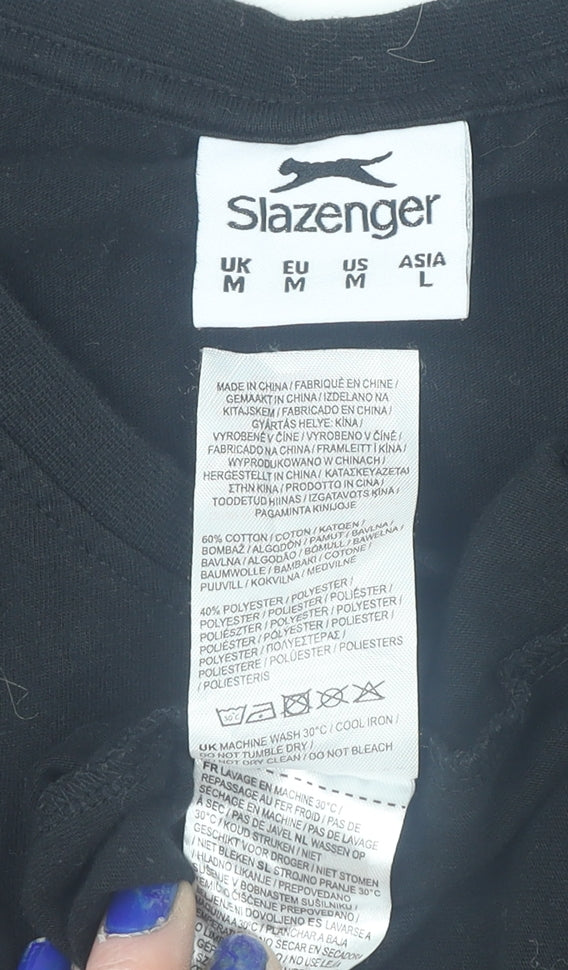 Slazenger
UK EU US ASIA
M M M L
MADE IN CHINA / FABRIQUÉ EN CHINE /
GEMAAKT IN CHINA / IZDELANO NA
KITAJSKEM / FABRICADO EN CHINA /
GYÁRTÁS HELYE: KÍNA /
VYROBENĚ V ČÍNE / VYROBENO V ČÍNĚ /
FABRICADO NA CHINA / FRAMLEITT Í KÍNA /
WYPRODUKOWANO W CHINACH /
HERGESTELLT IN CHINA / ΚΑΤΑΣΚΕΥΑΖΕΤΑΙ
ΣΤΗΝ ΚΙΝΑ / PRODOTTO IN CINA /
TOODETUD HIINAS / IZGATAVOTS ĶĪNĀ /
PAGAMINTA KINIJOJE
60% COTTON / COTON / KATOEN /
BOMBAŽ / ALGODÓN / PAMUT / BAVLNA /
BAVLNA / ALGODÃO / BÓMULL / BAWEŁNA /
BAUMWOLLE / ΒΑΜΒΑΚΙ / COTONE /
PUUVILL / KOKVILNA / MEDVILNĖ
40% POLYESTER / POLYESTER /
POLYESTER / POLIESTER / POLIÉSTER /
POLIÉSZTER / POLYESTER / POLYESTER /
POLIÉSTER / PÓLYESTER / POLIESTER /
POLYESTER / ΠΟΛΥΕΣΤΕΡΑΣ /
POLIESTERE / POLÜESTER / POLIESTERS
/ POLIESTERIS
30°C
UK MACHINE WASH 30°C / COOL IRON /
DO NOT TUMBLE DRY /
NOT DRY CLEAN / DO NOT BLEACH
FR LAVAGE EN MACHINE 30°C /
REPASSAGE AU FER FROID / PAS DE
SÉCHAGE EN MACHINE / PAS DE LAVAGE
À SEC / PAS DE JAVEL NL WASSEN OP
30°C / KOUD STRIJKEN / NIET
GESCHIKT VOOR DROGER / NIET STOMEN
/ NIET BLEKEN SL STROJNO PRANJE 30°C
/ HLADNO LIKANJE / PREPOVEDANO
SUŠENJE V BOBNASTEM SUŠILNIKU /
KEMIČNO ČIŠČENJE PREPOVEDANO /
BELJENJE NI DOVOLJENO ES LAVARSE A
MÁQUINA A 30°C / PLANCHAR A BAJA
NO SECAR EN SECADORA